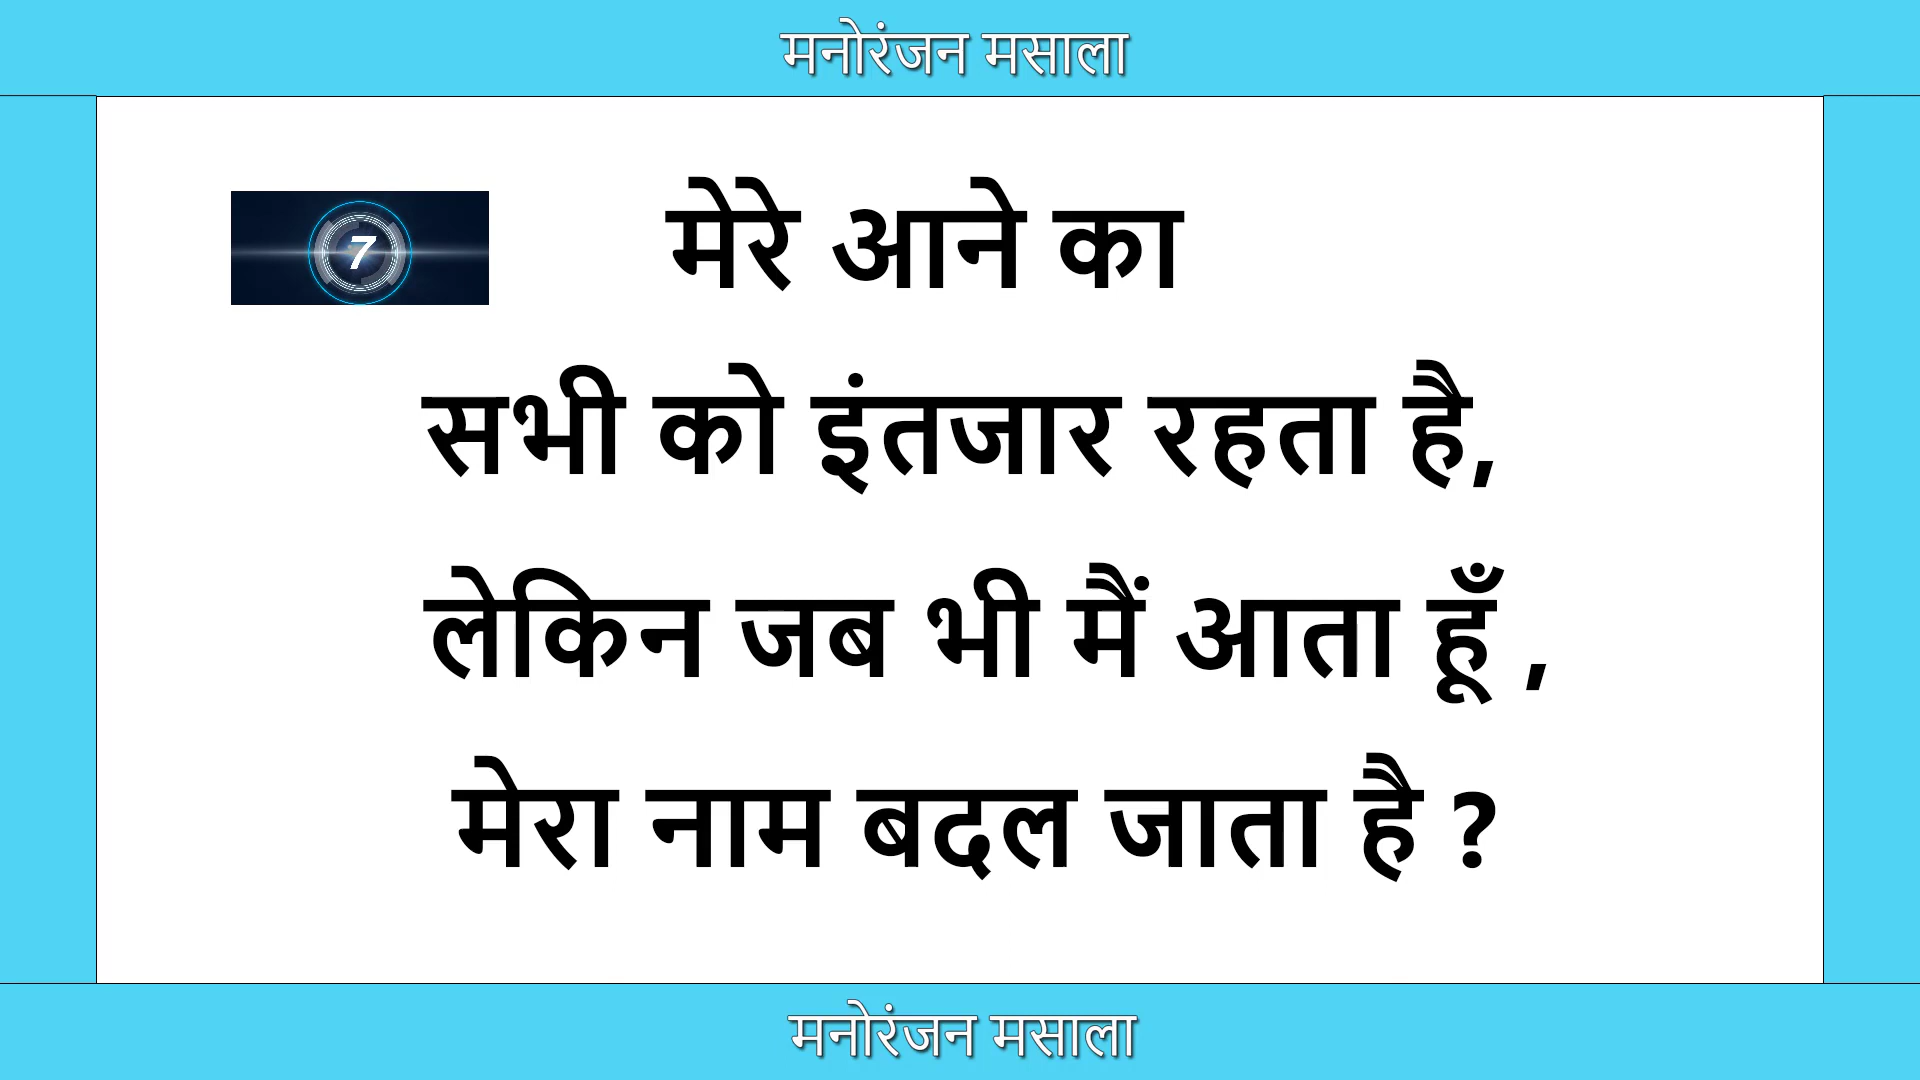 मनोरंजन मसाला
7
मेरे आने का
सभी को इंतजार रहता है,
लेकिन जब भी मैं आता हूँ ,
मेरा नाम बदल जाता है ?
मनोरंजन मसाला